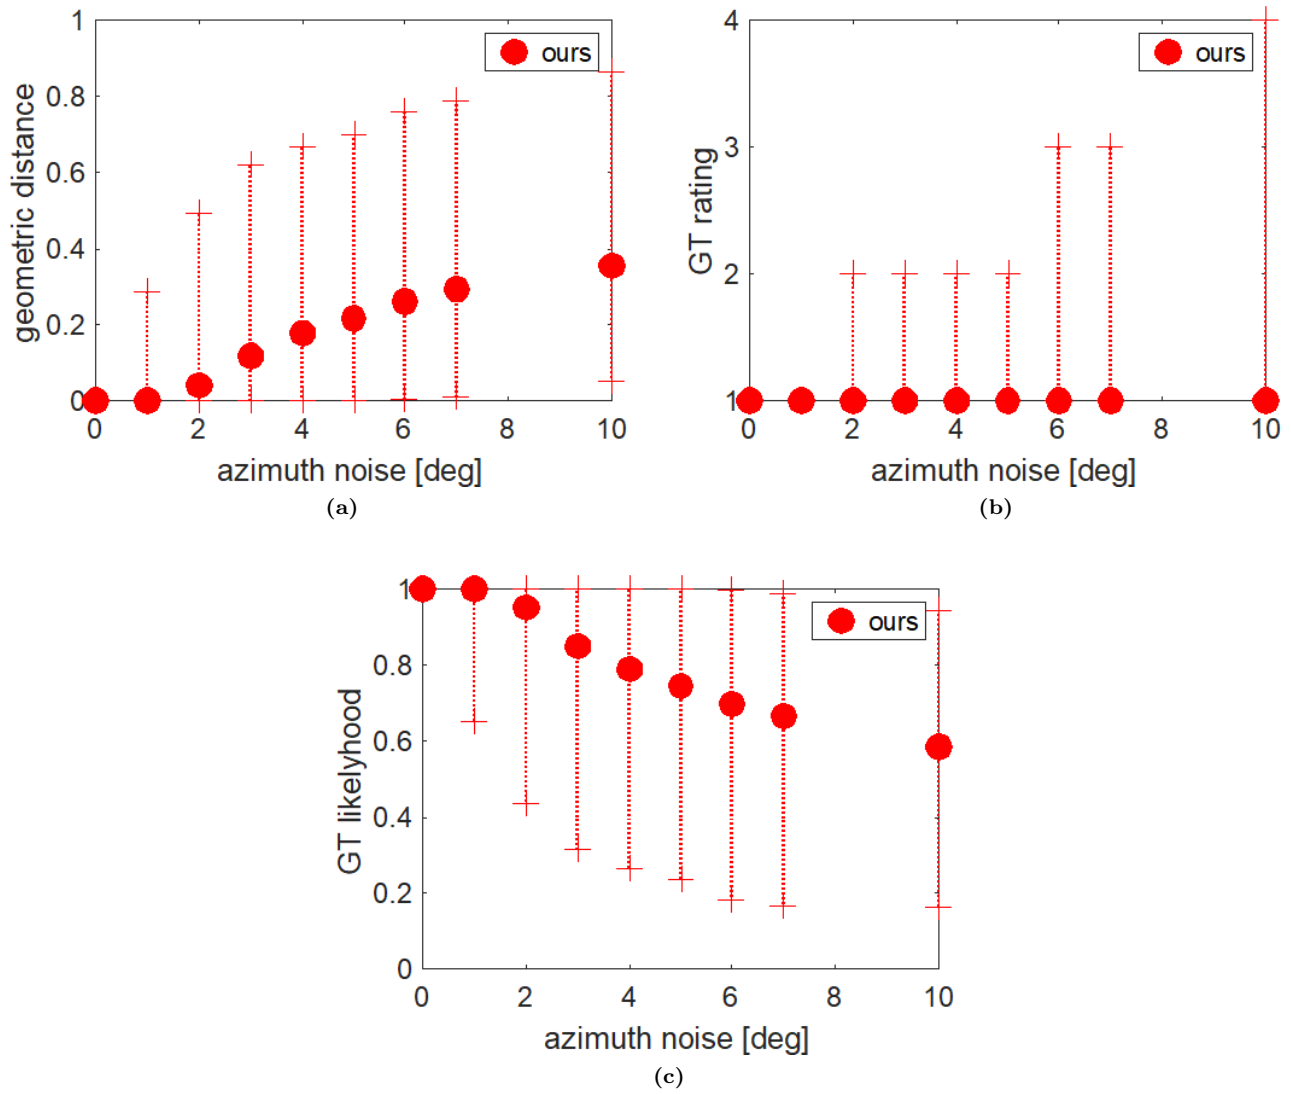 1
0.8
0.6
0.4
0.2
0
geometric distance
0 2 4 6 8 10
azimuth noise [deg]
ours
(a)
4
3
2
1
GT rating
0 2 4 6 8 10
azimuth noise [deg]
ours
(b)
1
0.8
0.6
0.4
0.2
0
GT likelyhood
0 2 4 6 8 10
azimuth noise [deg]
ours
(c)